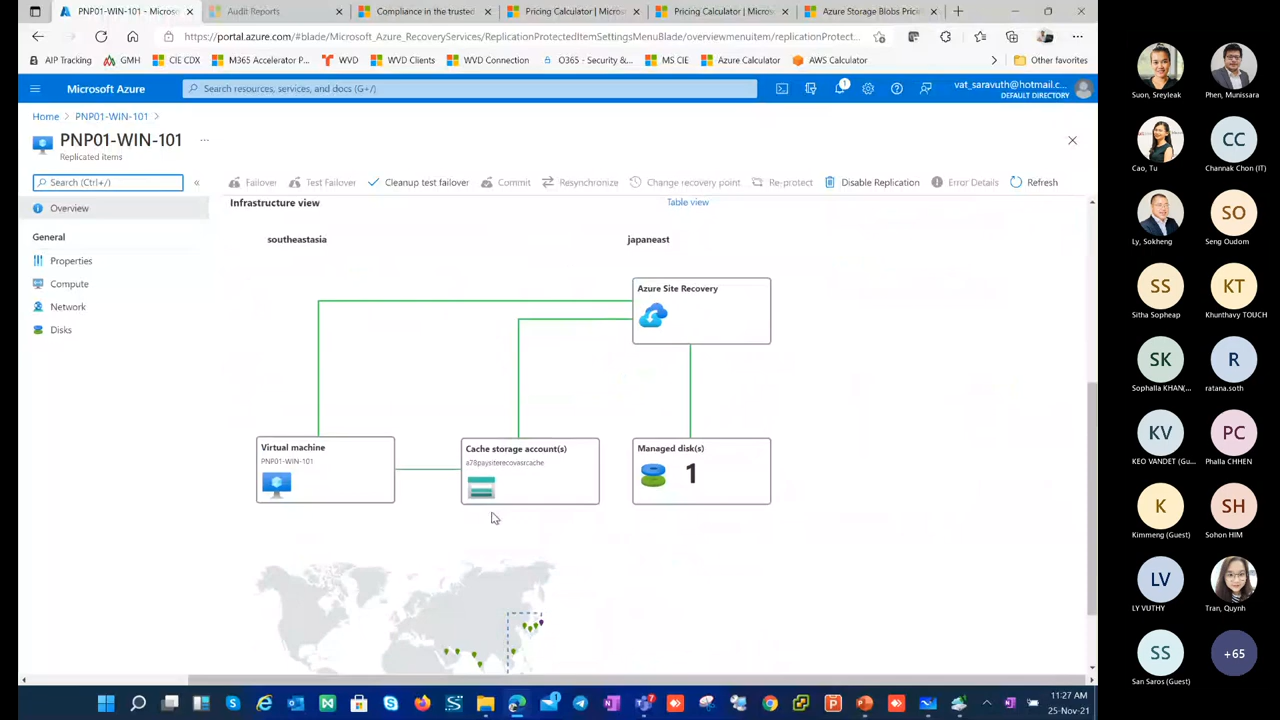 PNP01-WIN-101 - Microse
Audit Reports
Compliance in the trusted
Pricing Calculator | Micros
Pricing Calculator | Micros
Azure Storage Blobs Pricin
https://portal.azure.com/#blade/Microsoft_Azure_RecoveryServices/ReplicationProtectedItemSettingsMenuBlade/overviewmenuitem/replicationProtect...
AIP Tracking
GMH
CIE CDX
M365 Accelerator P...
WVD
WVD Clients
WVD Connection
O365 - Security &...
MS CIE
Azure Calculator
AWS Calculator
Other favorites
Microsoft Azure
Search resources, services, and docs (G+/)
1
vat_saravuth@hotmail.c...
DEFAULT DIRECTORY
Home > PNP01-WIN-101 >
PNP01-WIN-101 ...
Replicated items
Search (Ctrl+/)
«
Failover
Test Failover
Cleanup test failover
Commit
Resynchronize
Change recovery point
Re-protect
Disable Replication
Error Details
Refresh
Overview
General
Properties
Compute
Network
Disks
Infrastructure view
Table view
southeastasia
japaneast
Azure Site Recovery
Virtual machine
PNP01-WIN-101
Cache storage account(s)
a78paysiterecovasrcache
Managed disk(s)
1
11:27 AM
25-Nov-21
Suon, Sreyleak
Phen, Munissara
Cao, Tu
CC
Channak Chon (IT)
Ly, Sokheng
SO
Seng Oudom
SS
Sitha Sopheap
KT
Khunthavy TOUCH
SK
Sophalla KHAN(...
R
ratana.soth
KV
KEO VANDET (Gu...
PC
Phalla CHHEN
K
Kimmeng (Guest)
SH
Sohon HIM
LV
LY VUTHY
Tran, Quynh
SS
San Saros (Guest)
+65